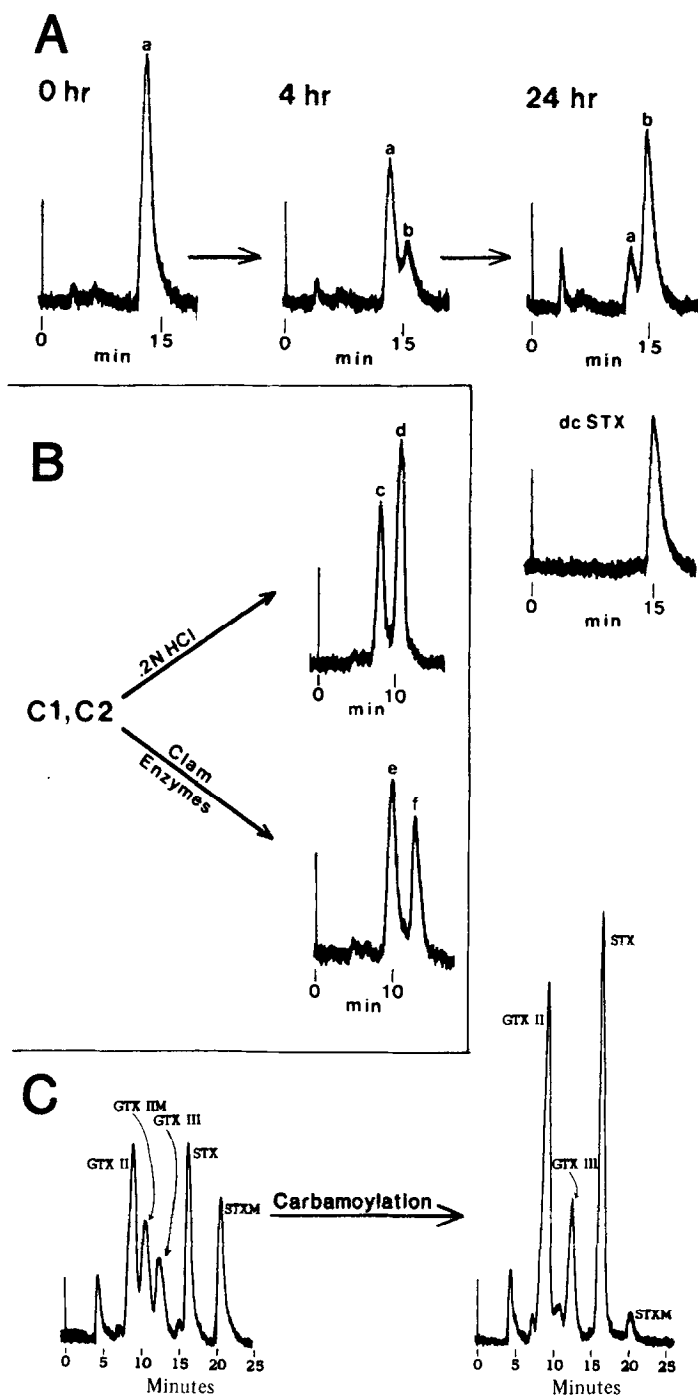 A
0 hr
a
0
15
min
4 hr
a
b
0
15
min
24 hr
a
b
0
15
min
dc STX
0
15
min
B
C1,C2
.2N HCl
Clam
Enzymes
c
d
0
10
min
e
f
0
10
min
C
GTX II
GTX IIM
GTX III
STX
STXM
0 5 10 15 20 25
Minutes
Carbamoylation
GTX II
GTX III
STX
STXM
0 5 10 15 20 25
Minutes